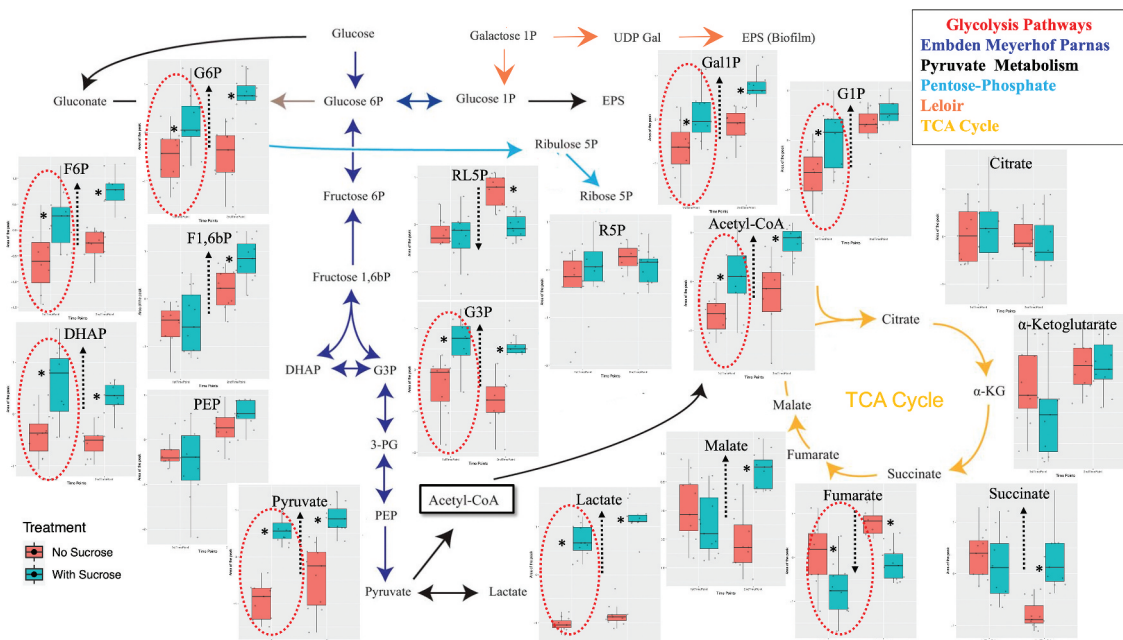 Glycolysis Pathways
Embden Meyerhof Parnas
Pyruvate Metabolism
Pentose-Phosphate
Leloir
TCA Cycle
Glucose
Galactose 1P
UDP Gal
EPS (Biofilm)
G6P
Gal1P
G1P
Gluconate
Glucose 6P
Glucose 1P
EPS
Ribulose 5P
Citrate
F6P
RL5P
Fructose 6P
Ribose 5P
R5P
Acetyl-CoA
F1,6bP
Fructose 1,6bP
G3P
Citrate
α-Ketoglutarate
DHAP
DHAP
G3P
α-KG
TCA Cycle
Malate
PEP
3-PG
Malate
Fumarate
Succinate
Pyruvate
Acetyl-CoA
Lactate
Fumarate
Succinate
PEP
Treatment
No Sucrose
With Sucrose
Pyruvate
Lactate
Time Points
Area of the peak